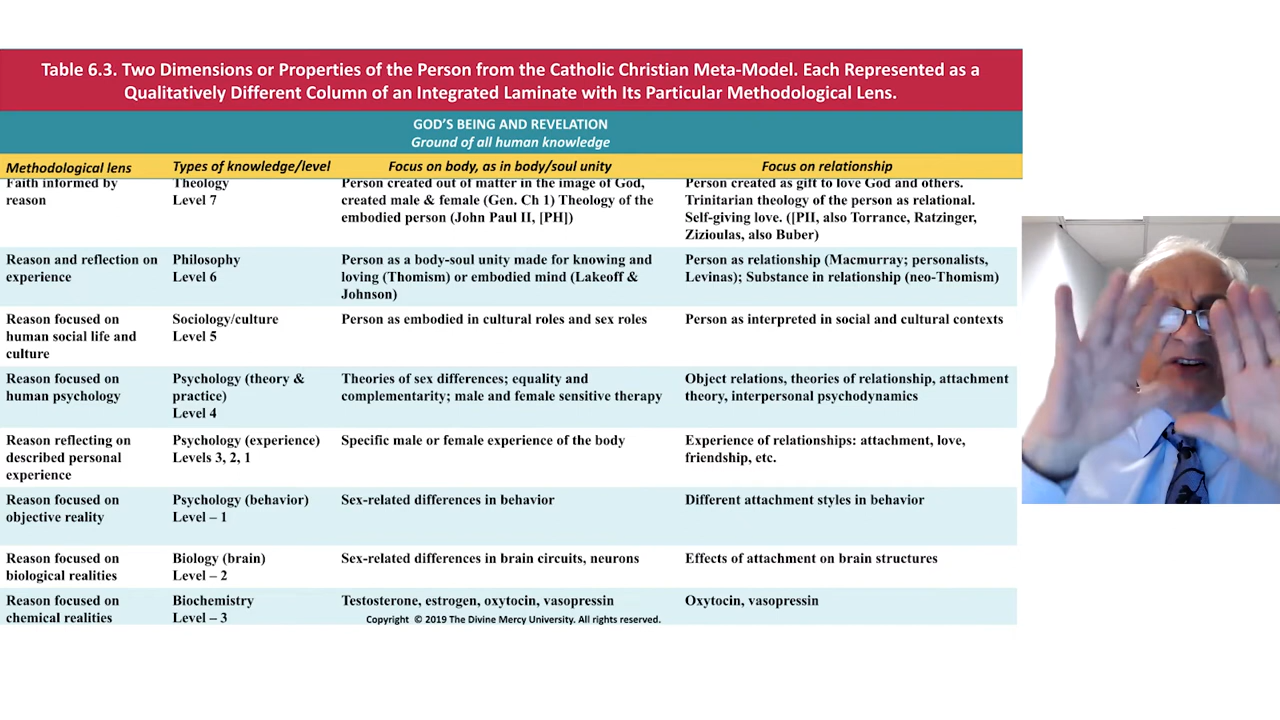 Table 6.3. Two Dimensions or Properties of the Person from the Catholic Christian Meta-Model. Each Represented as a
Qualitatively Different Column of an Integrated Laminate with Its Particular Methodological Lens.
GOD'S BEING AND REVELATION
Ground of all human knowledge
Methodological lens
Types of knowledge/level
Focus on body, as in body/soul unity
Focus on relationship
Faith informed by
reason
Theology
Level 7
Person created out of matter in the image of God,
created male & female (Gen. Ch 1) Theology of the
embodied person (John Paul II, [PH])
Person created as gift to love God and others.
Trinitarian theology of the person as relational.
Self-giving love. ([PII, also Torrance, Ratzinger,
Zizioulas, also Buber)
Reason and reflection on
experience
Philosophy
Level 6
Person as a body-soul unity made for knowing and
loving (Thomism) or embodied mind (Lakeoff &
Johnson)
Person as relationship (Macmurray; personalists,
Levinas); Substance in relationship (neo-Thomism)
Reason focused on
human social life and
culture
Sociology/culture
Level 5
Person as embodied in cultural roles and sex roles
Person as interpreted in social and cultural contexts
Reason focused on
human psychology
Psychology (theory &
practice)
Level 4
Theories of sex differences; equality and
complementarity; male and female sensitive therapy
Object relations, theories of relationship, attachment
theory, interpersonal psychodynamics
Reason reflecting on
described personal
experience
Psychology (experience)
Levels 3, 2, 1
Specific male or female experience of the body
Experience of relationships: attachment, love,
friendship, etc.
Reason focused on
objective reality
Psychology (behavior)
Level – 1
Sex-related differences in behavior
Different attachment styles in behavior
Reason focused on
biological realities
Biology (brain)
Level – 2
Sex-related differences in brain circuits, neurons
Effects of attachment on brain structures
Reason focused on
chemical realities
Biochemistry
Level – 3
Testosterone, estrogen, oxytocin, vasopressin
Oxytocin, vasopressin
Copyright © 2019 The Divine Mercy University. All rights reserved.